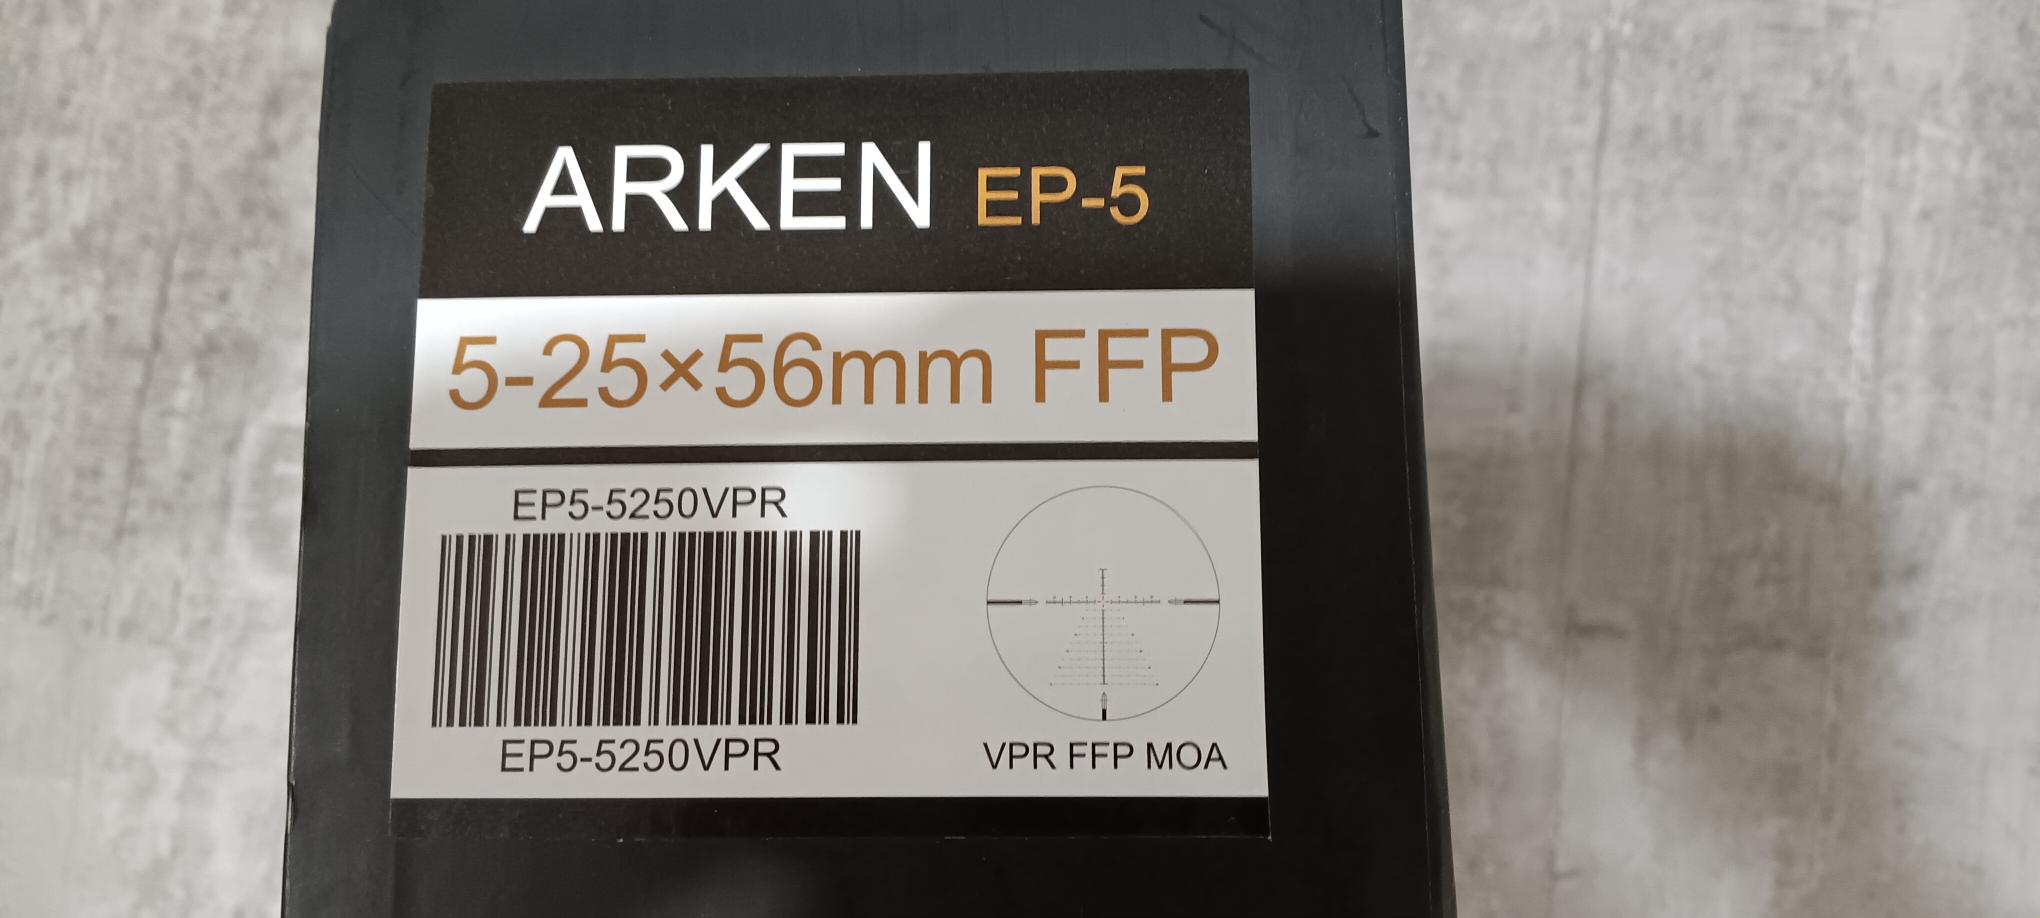 ARKEN EP-5
5-25×56mm FFP
EP5-5250VPR
EP5-5250VPR
VPR FFP MOA